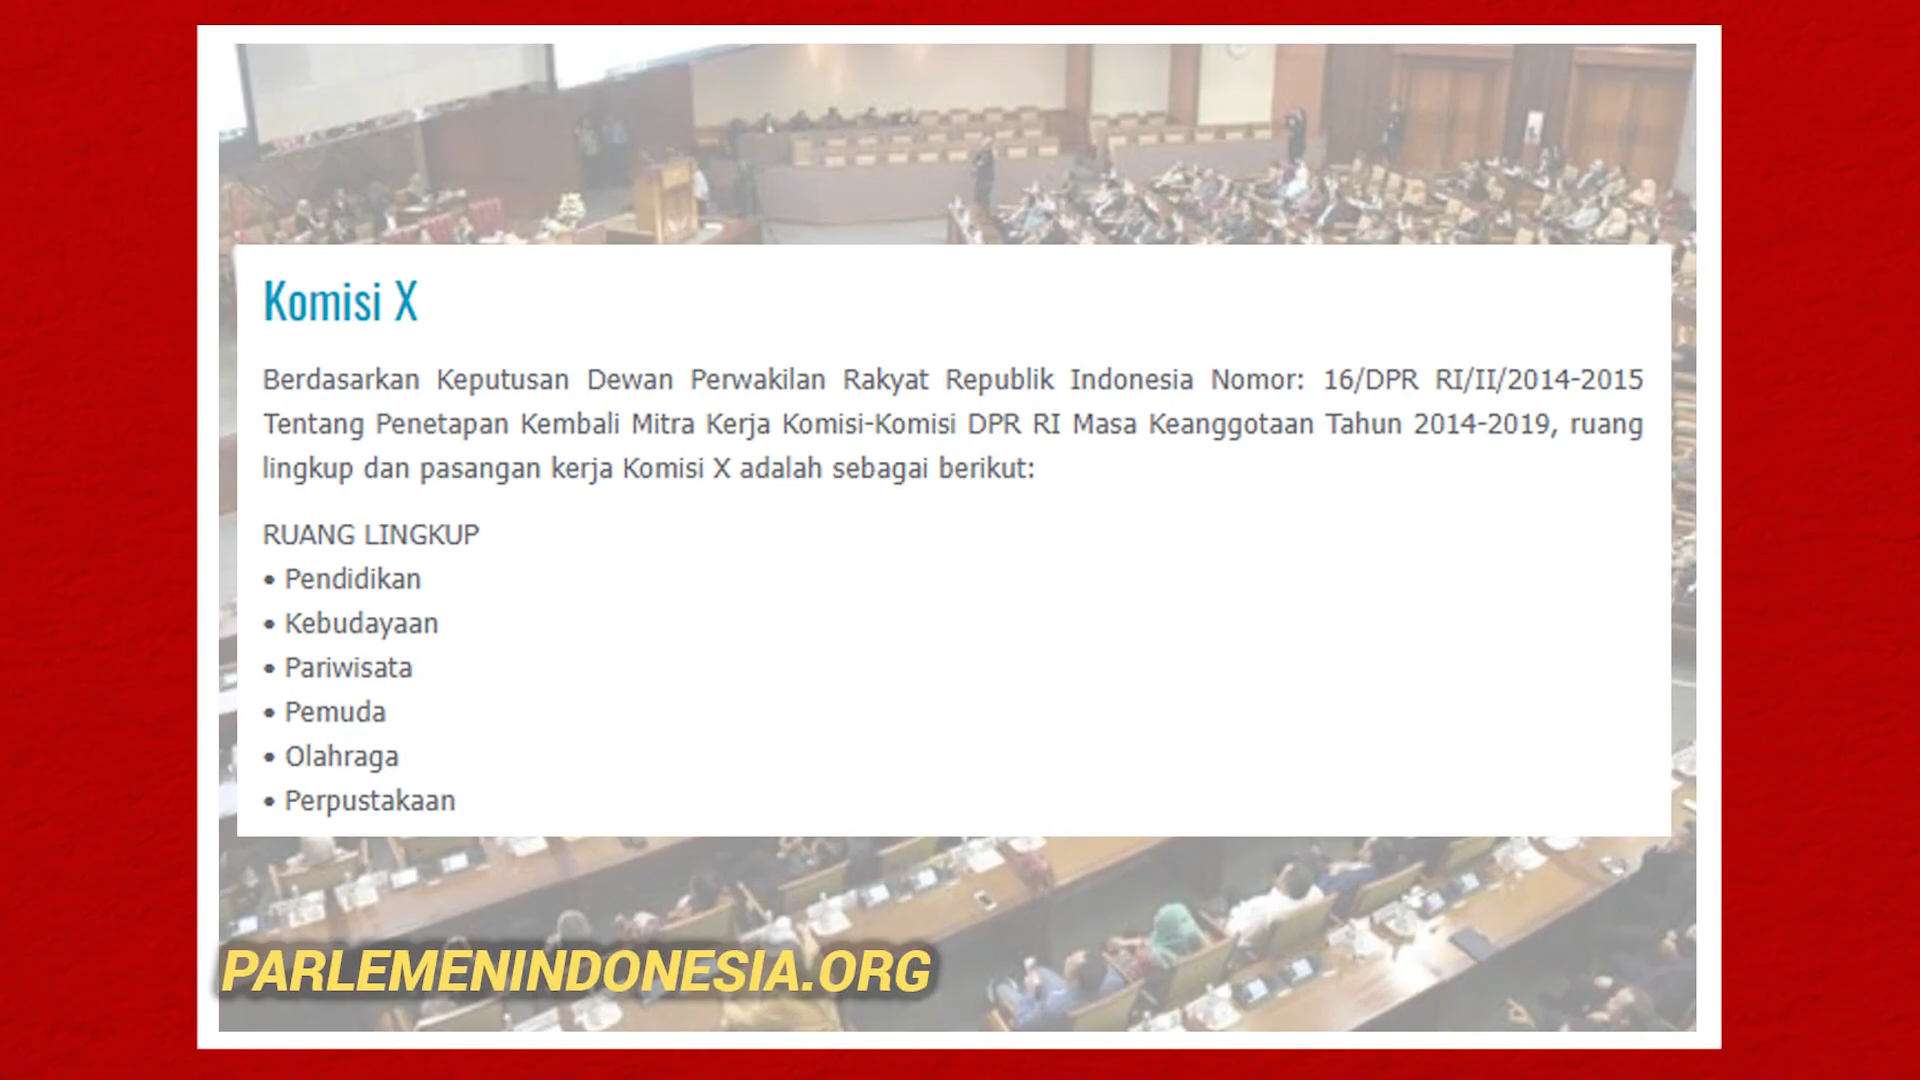 Komisi X
Berdasarkan Keputusan Dewan Perwakilan Rakyat Republik Indonesia Nomor: 16/DPR RI/II/2014-2015
Tentang Penetapan Kembali Mitra Kerja Komisi-Komisi DPR RI Masa Keanggotaan Tahun 2014-2019, ruang
lingkup dan pasangan kerja Komisi X adalah sebagai berikut:
RUANG LINGKUP
• Pendidikan
• Kebudayaan
• Pariwisata
• Pemuda
• Olahraga
• Perpustakaan
PARLEMENINDONESIA.ORG